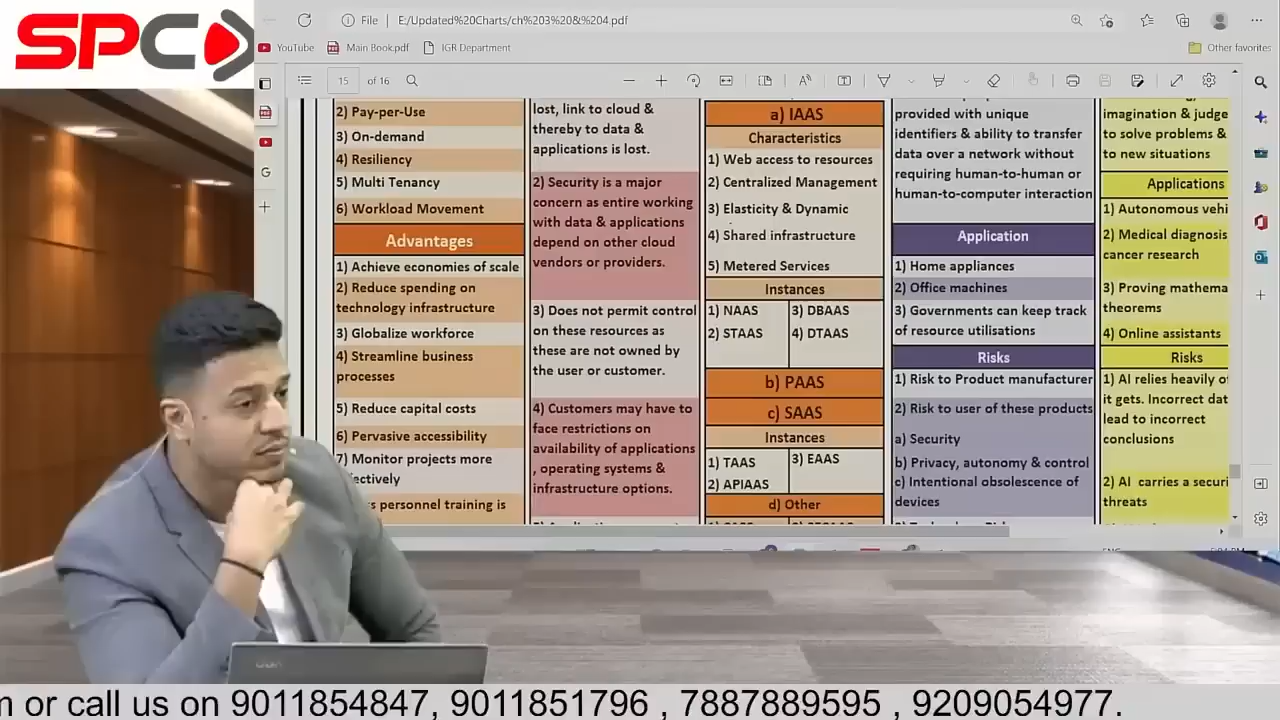 SPC
File
E:/Updated%20Charts/ch%203%20&%204.pdf
YouTube
Main Book.pdf
IGR Department
Other favorites
15
of 16
2) Pay-per-Use
3) On-demand
4) Resiliency
5) Multi Tenancy
6) Workload Movement
Advantages
1) Achieve economies of scale
2) Reduce spending on
technology infrastructure
3) Globalize workforce
4) Streamline business
processes
5) Reduce capital costs
6) Pervasive accessibility
7) Monitor projects more
personnel training is
lost, link to cloud &
thereby to data &
applications is lost.
2) Security is a major
concern as entire working
with data & applications
depend on other cloud
vendors or providers.
3) Does not permit control
on these resources as
these are not owned by
the user or customer.
4) Customers may have to
face restrictions on
availability of applications
, operating systems &
infrastructure options.
a) IAAS
Characteristics
1) Web access to resources
2) Centralized Management
3) Elasticity & Dynamic
4) Shared infrastructure
5) Metered Services
Instances
1) NAAS
2) STAAS
3) DBAAS
4) DTAAS
b) PAAS
c) SAAS
Instances
1) TAAS
2) APIAAS
3) EAAS
d) Other
provided with unique
identifiers & ability to transfer
data over a network without
requiring human-to-human or
human-to-computer interaction
Application
1) Home appliances
2) Office machines
3) Governments can keep track
of resource utilisations
Risks
1) Risk to Product manufacturer
2) Risk to user of these products
a) Security
b) Privacy, autonomy & control
c) Intentional obsolescence of
devices
imagination & judge
to solve problems &
to new situations
Applications
1) Autonomous vehi
2) Medical diagnosis
cancer research
3) Proving mathema
theorems
4) Online assistants
Risks
1) AI relies heavily of
it gets. Incorrect dat
lead to incorrect
conclusions
2) AI carries a securi
threats
m or call us on 9011854847, 9011851796 , 7887889595 , 9209054977.